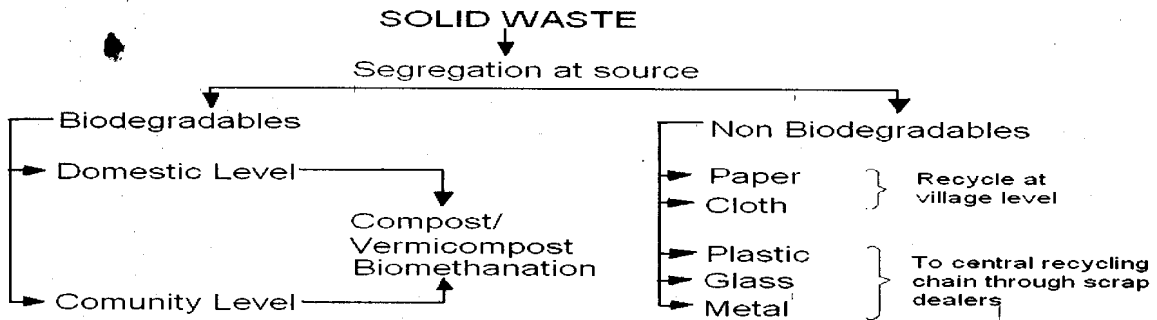 SOLID WASTE
Segregation at source
Biodegradables
Domestic Level
Compost/
Vermicompost
Biomethanation
Comunity Level
Non Biodegradables
Paper
Cloth
Recycle at
village level
Plastic
Glass
Metal
To central recycling
chain through scrap
dealers